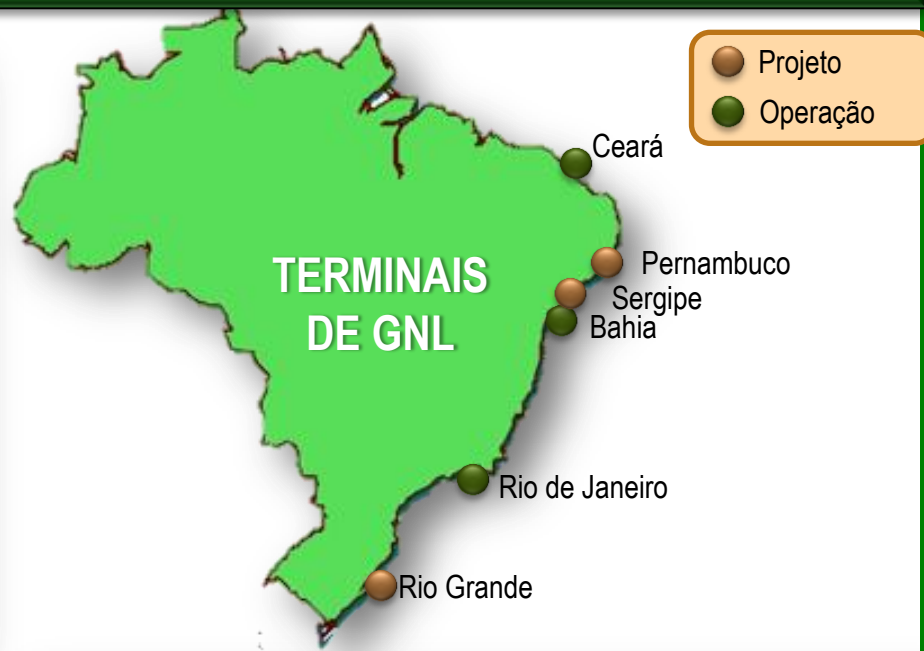 Projeto
Operação
Ceará
TERMINAIS
DE GNL
Pernambuco
Sergipe
Bahia
Rio de Janeiro
Rio Grande